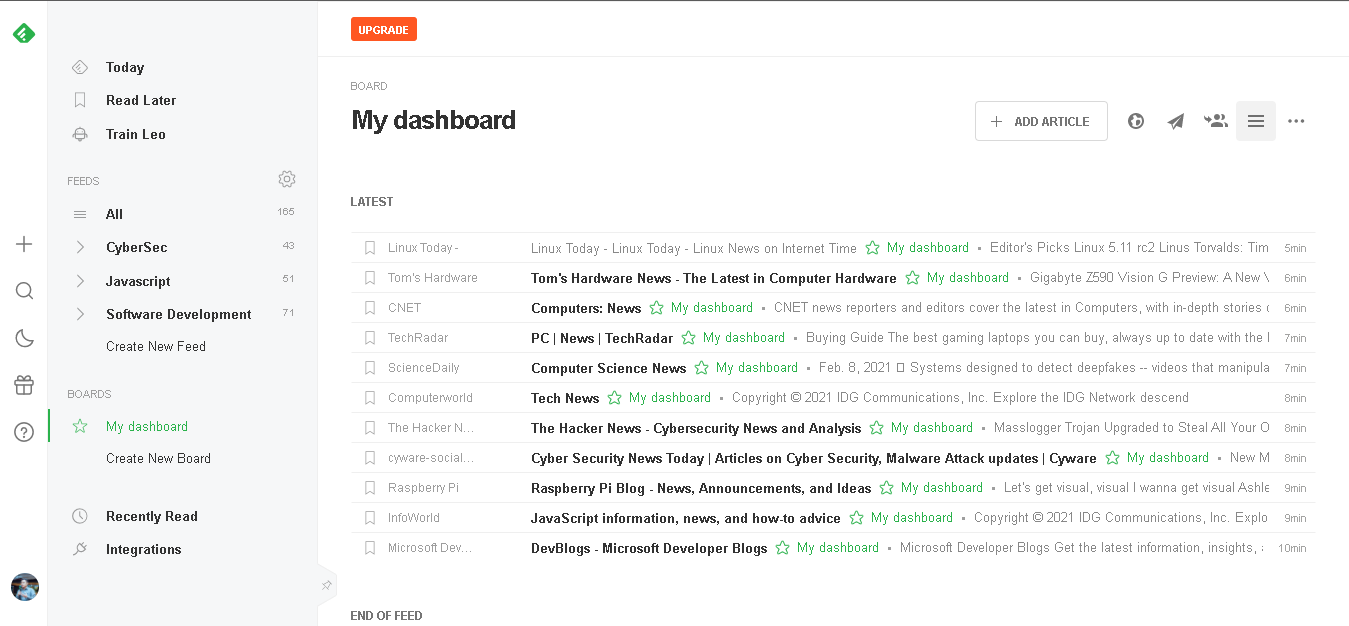 UPGRADE
Today
Read Later
Train Leo
FEEDS
All 165
CyberSec 43
Javascript 51
Software Development 71
Create New Feed
BOARDS
My dashboard
Create New Board
Recently Read
Integrations
BOARD
My dashboard
ADD ARTICLE
LATEST
Linux Today - Linux Today - Linux Today - Linux News on Internet Time My dashboard • Editor's Picks Linux 5.11 rc2 Linus Torvalds: Tim 5min
Tom's Hardware Tom's Hardware News - The Latest in Computer Hardware My dashboard • Gigabyte Z590 Vision G Preview: A New 6min
CNET Computers: News My dashboard • CNET news reporters and editors cover the latest in Computers, with in-depth stories 6min
TechRadar PC | News | TechRadar My dashboard • Buying Guide The best gaming laptops you can buy, always up to date with the 7min
ScienceDaily Computer Science News My dashboard • Feb. 8, 2021 Systems designed to detect deepfakes -- videos that manipula 7min
Computerworld Tech News My dashboard • Copyright © 2021 IDG Communications, Inc. Explore the IDG Network descend 8min
The Hacker N... The Hacker News - Cybersecurity News and Analysis My dashboard • Masslogger Trojan Upgraded to Steal All Your O 8min
cyware-social... Cyber Security News Today | Articles on Cyber Security, Malware Attack updates | Cyware My dashboard • New M 8min
Raspberry Pi Raspberry Pi Blog - News, Announcements, and Ideas My dashboard • Let's get visual, visual I wanna get visual Ashle 9min
InfoWorld JavaScript information, news, and how-to advice My dashboard • Copyright © 2021 IDG Communications, Inc. Explo 9min
Microsoft Dev... DevBlogs - Microsoft Developer Blogs My dashboard • Microsoft Developer Blogs Get the latest information, insights, 10min
END OF FEED